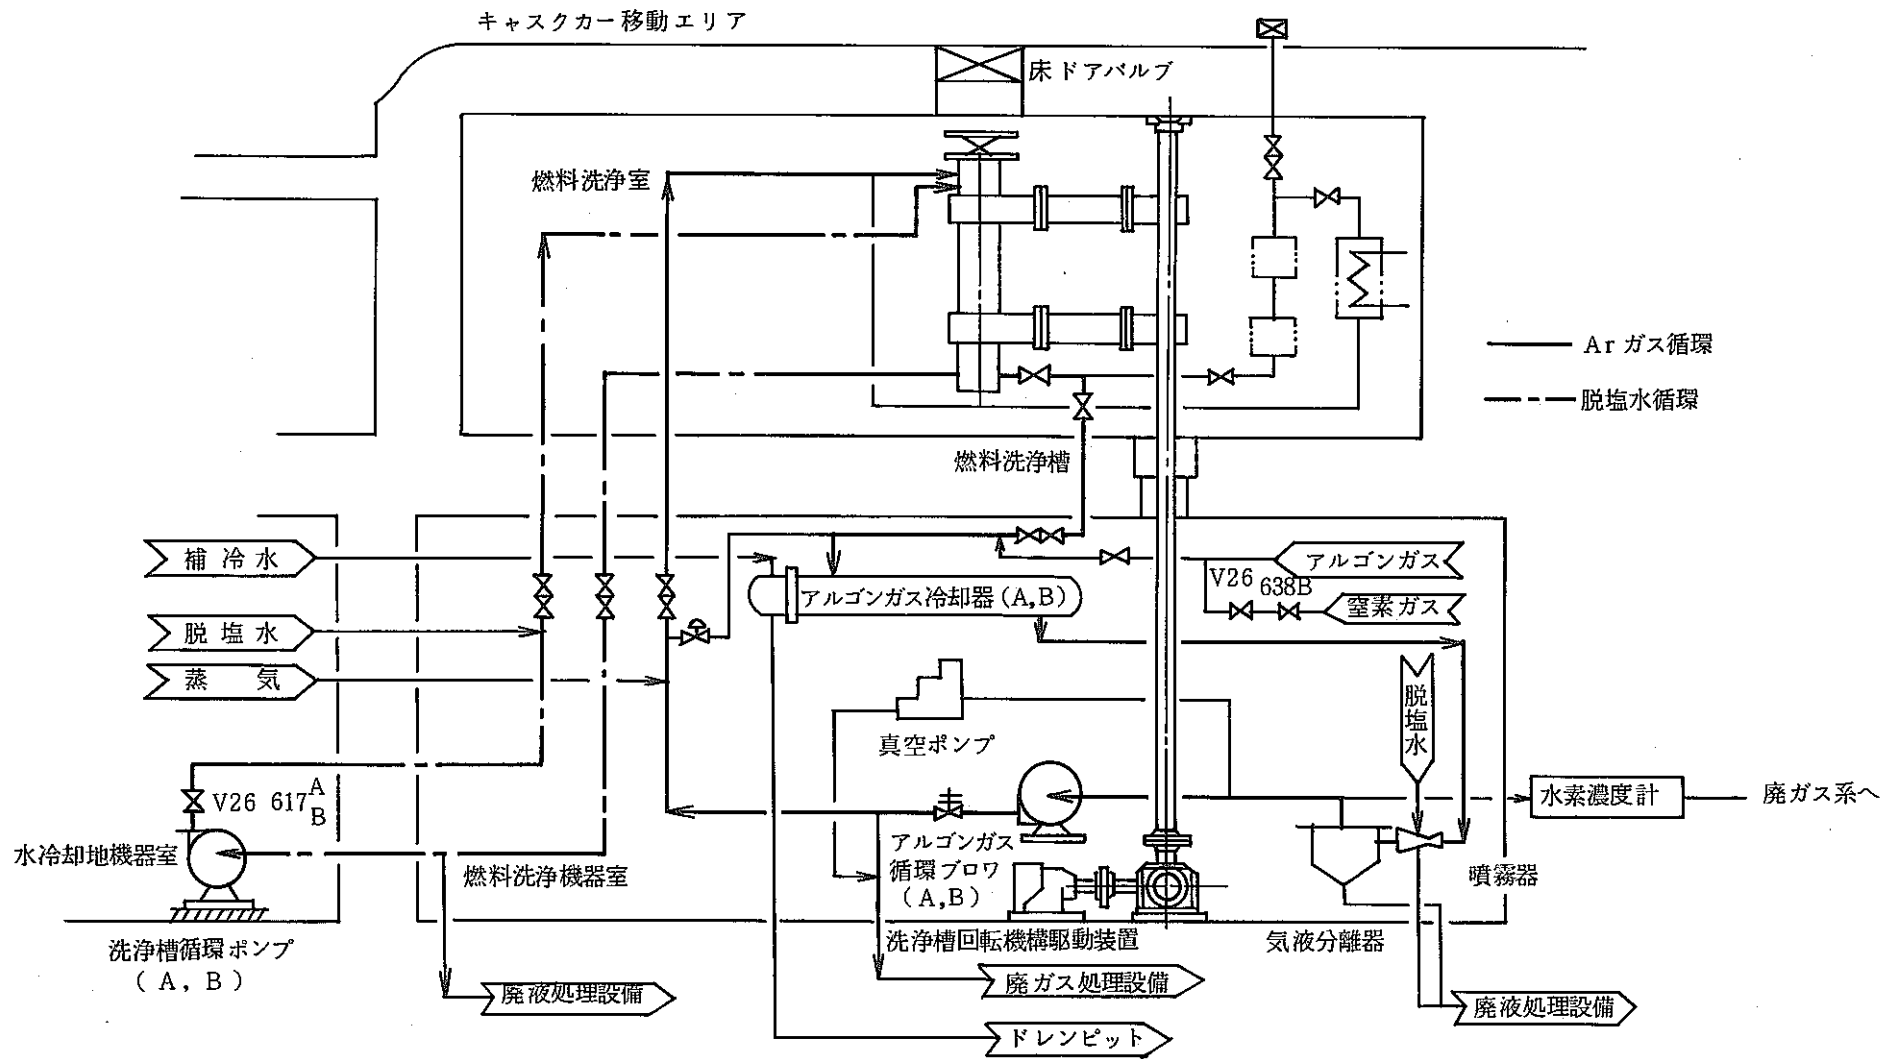 キャスクカー移動エリア
床ドアバルブ
燃料洗浄室
Ar ガス循環
脱塩水循環
燃料洗浄槽
補冷水
アルゴンガス
V26 638B
アルゴンガス冷却器(A,B)
窒素ガス
脱塩水
蒸気
脱塩水
真空ポンプ
V26 617 A
B
水素濃度計
廃ガス系へ
水冷却地機器室
燃料洗浄機器室
アルゴンガス
循環ブロワ
(A,B)
噴霧器
洗浄槽循環ポンプ
(A, B)
洗浄槽回転機構駆動装置
気液分離器
廃液処理設備
廃ガス処理設備
廃液処理設備
ドレンピット